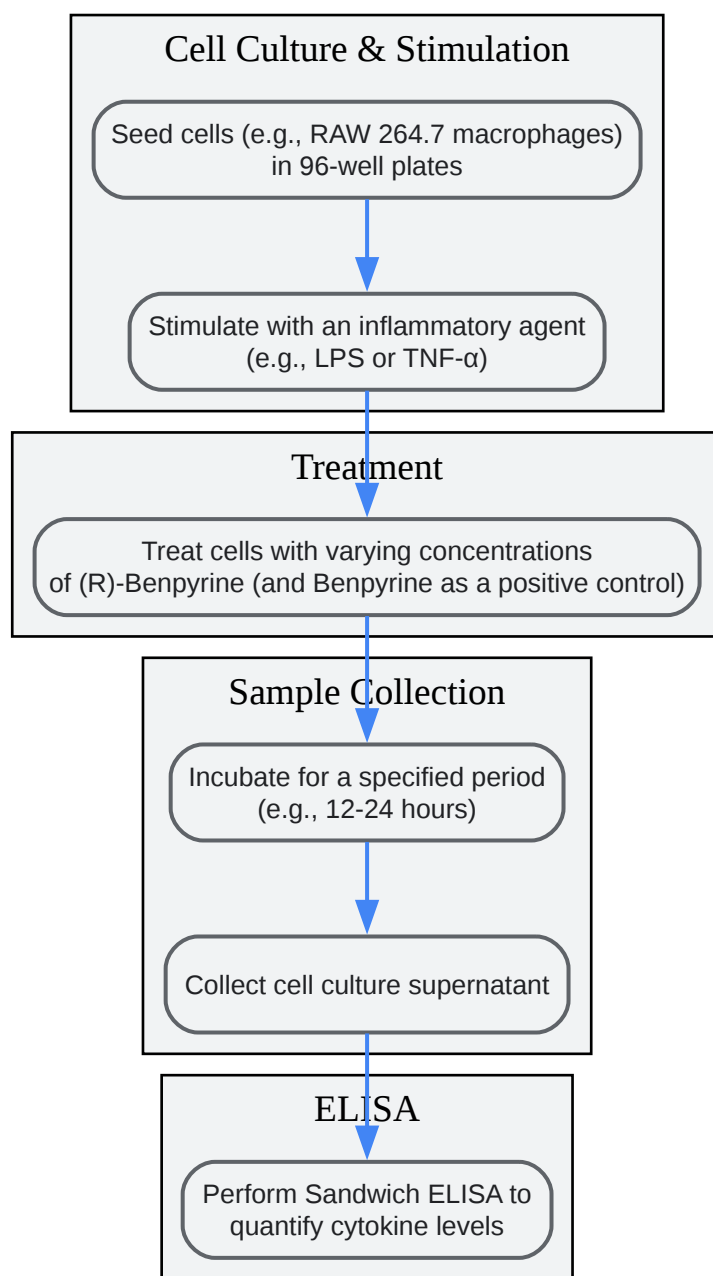 Cell Culture & Stimulation
Seed cells (e.g., RAW 264.7 macrophages)
in 96-well plates
Stimulate with an inflammatory agent
(e.g., LPS or TNF-α)
Treatment
Treat cells with varying concentrations
of (R)-Benpyrine (and Benpyrine as a positive control)
Sample Collection
Incubate for a specified period
(e.g., 12-24 hours)
Collect cell culture supernatant
ELISA
Perform Sandwich ELISA to
quantify cytokine levels